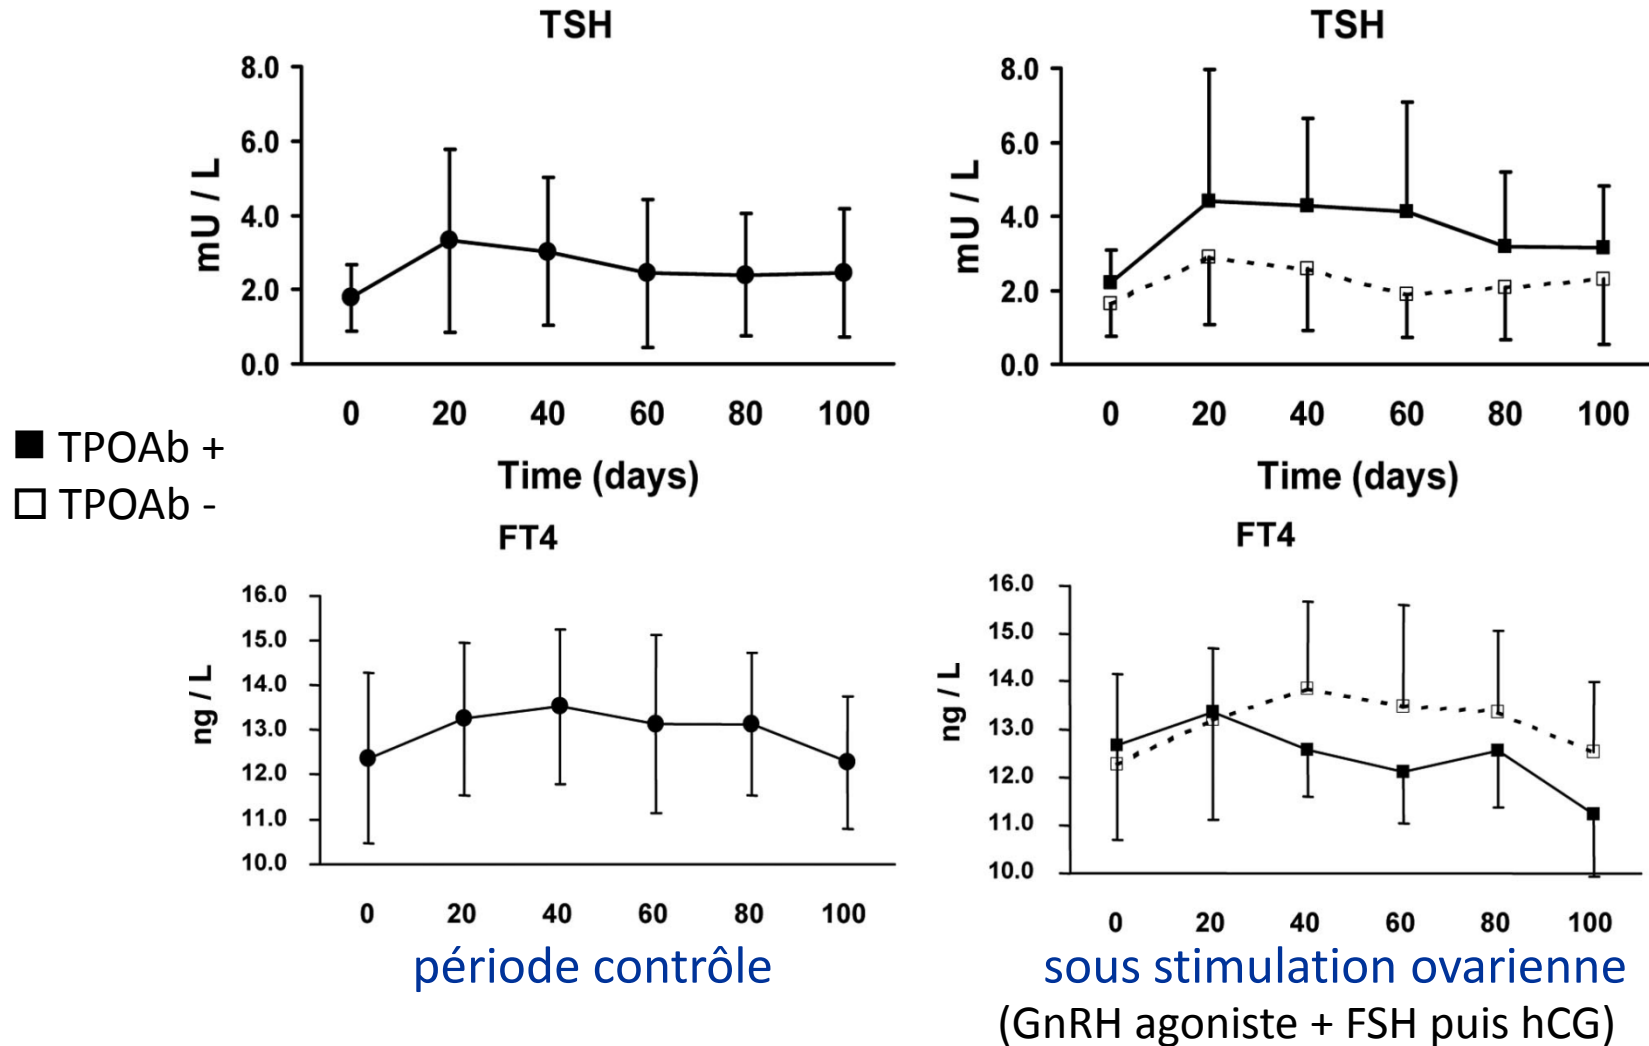 TSH
8.0
6.0
4.0
2.0
0.0
mU / L
0 20 40 60 80 100
Time (days)
TSH
8.0
6.0
4.0
2.0
0.0
mU / L
0 20 40 60 80 100
Time (days)
TPOAb +
TPOAb -
FT4
16.0
15.0
14.0
13.0
12.0
11.0
10.0
ng / L
0 20 40 60 80 100
période contrôle
FT4
16.0
15.0
14.0
13.0
12.0
11.0
10.0
ng / L
0 20 40 60 80 100
sous stimulation ovarienne
(GnRH agoniste + FSH puis hCG)